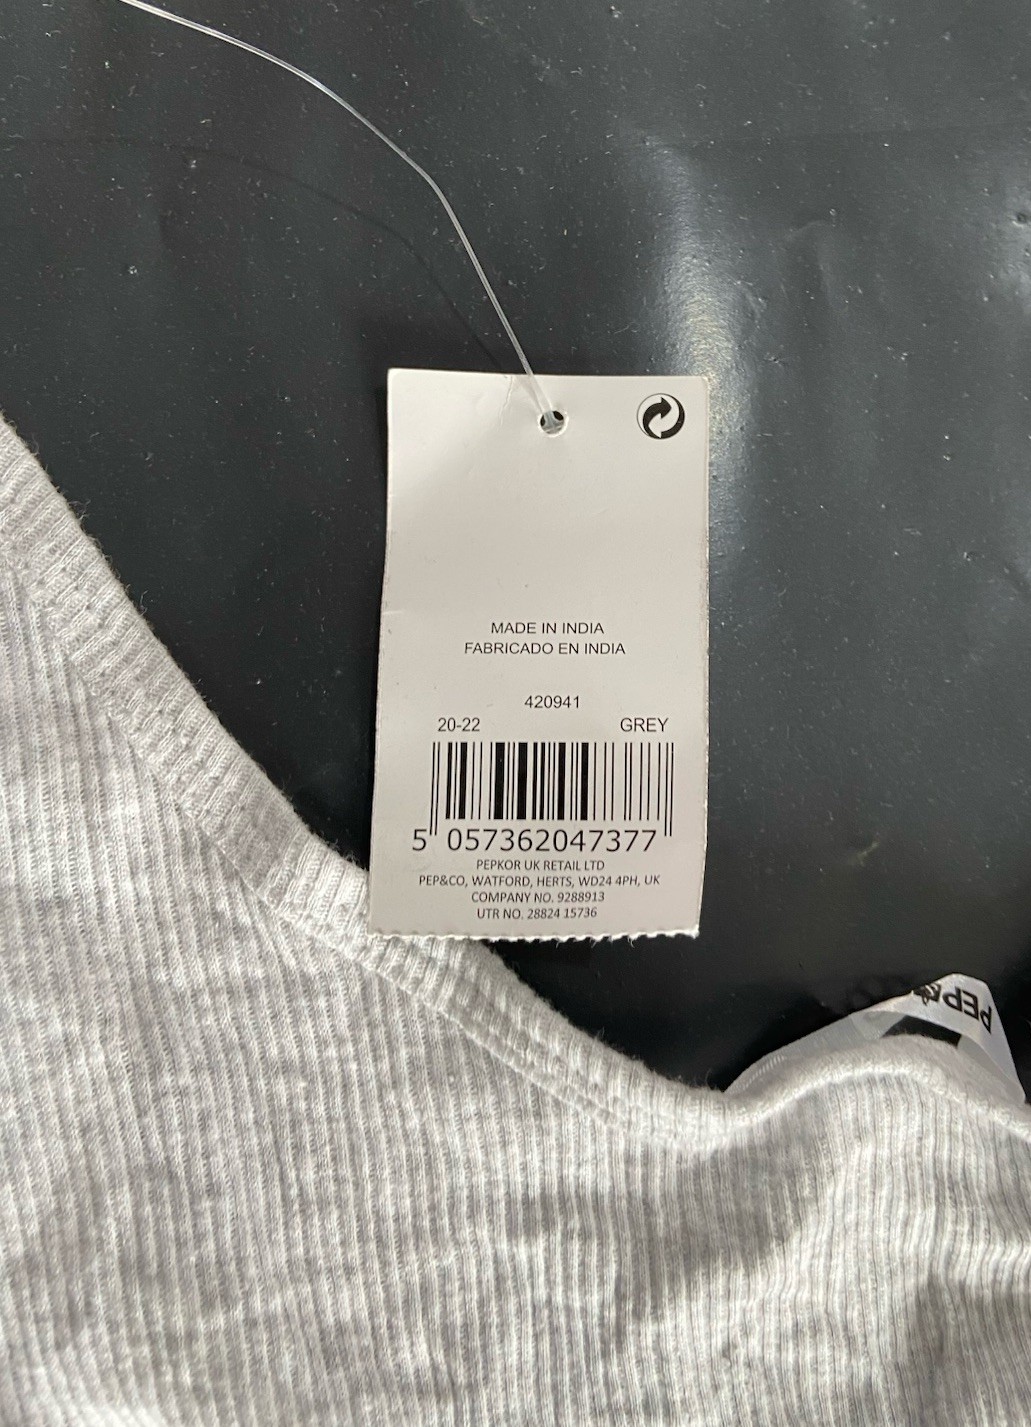 MADE IN INDIA
FABRICADO EN INDIA
420941
20-22 GREY
5 057362047377
PEPKOR UK RETAIL LTD
PEP&CO, WATFORD, HERTS, WD24 4PH, UK
COMPANY NO. 9288913
UTR NO. 28824 15736
PEP&